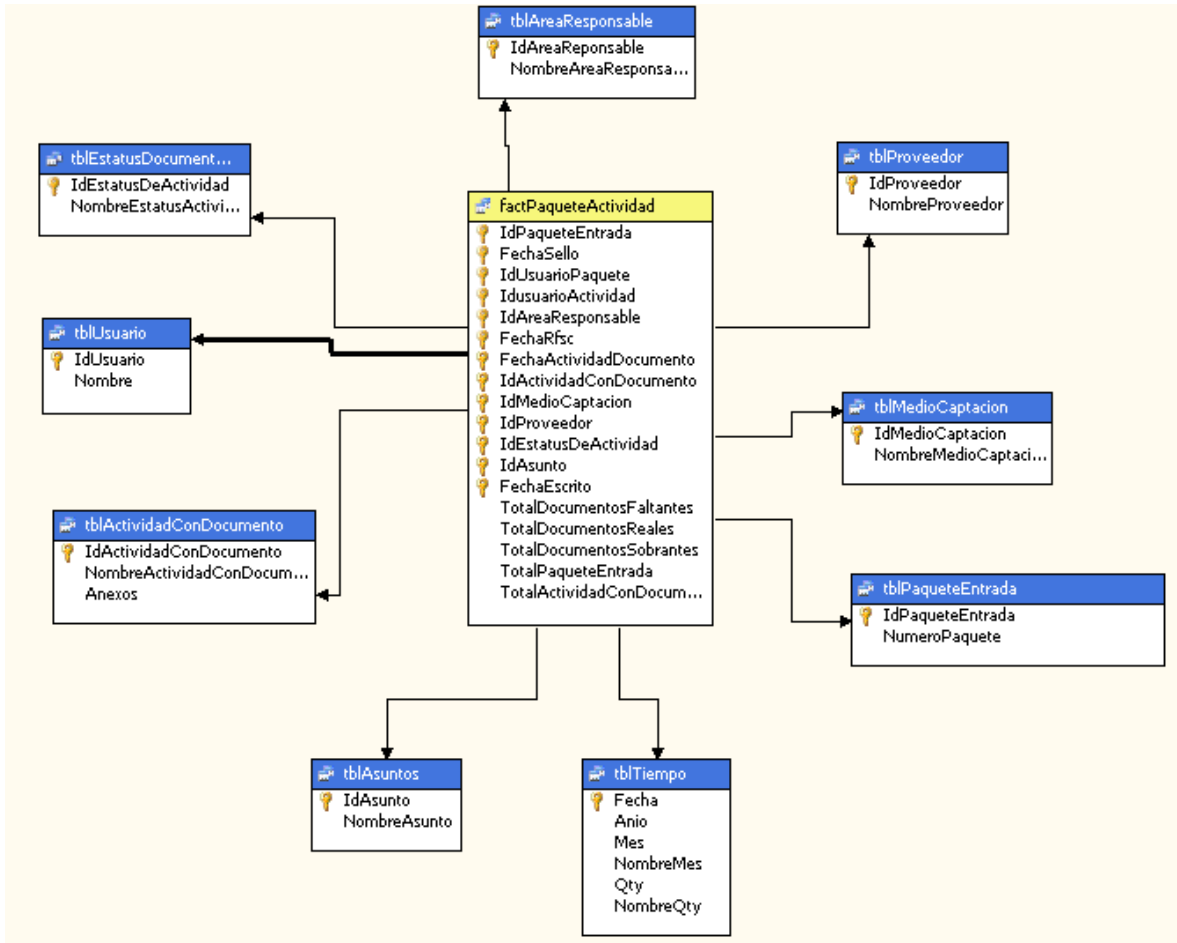 tblAreaResponsable
IdAreaReponsable
NombreAreaResponsa...
tblEstatusDocument...
IdEstatusDeActividad
NombreEstatusActivi...
tblProveedor
IdProveedor
NombreProveedor
factPaqueteActividad
IdPaqueteEntrada
FechaSello
IdUsuarioPaquete
IdusuarioActividad
IdAreaResponsable
FechaRfsc
FechaActividadDocumento
IdActividadConDocumento
IdMedioCaptacion
IdProveedor
IdEstatusDeActividad
IdAsunto
FechaEscrito
TotalDocumentosFaltantes
TotalDocumentosReales
TotalDocumentosSobrantes
TotalPaqueteEntrada
TotalActividadConDocum...
tblUsuario
IdUsuario
Nombre
tblMedioCaptacion
IdMedioCaptacion
NombreMedioCaptaci...
tblActividadConDocumento
IdActividadConDocumento
NombreActividadConDocum...
Anexos
tblPaqueteEntrada
IdPaqueteEntrada
NumeroPaquete
tblAsuntos
IdAsunto
NombreAsunto
tblTiempo
Fecha
Anio
Mes
NombreMes
Qty
NombreQty